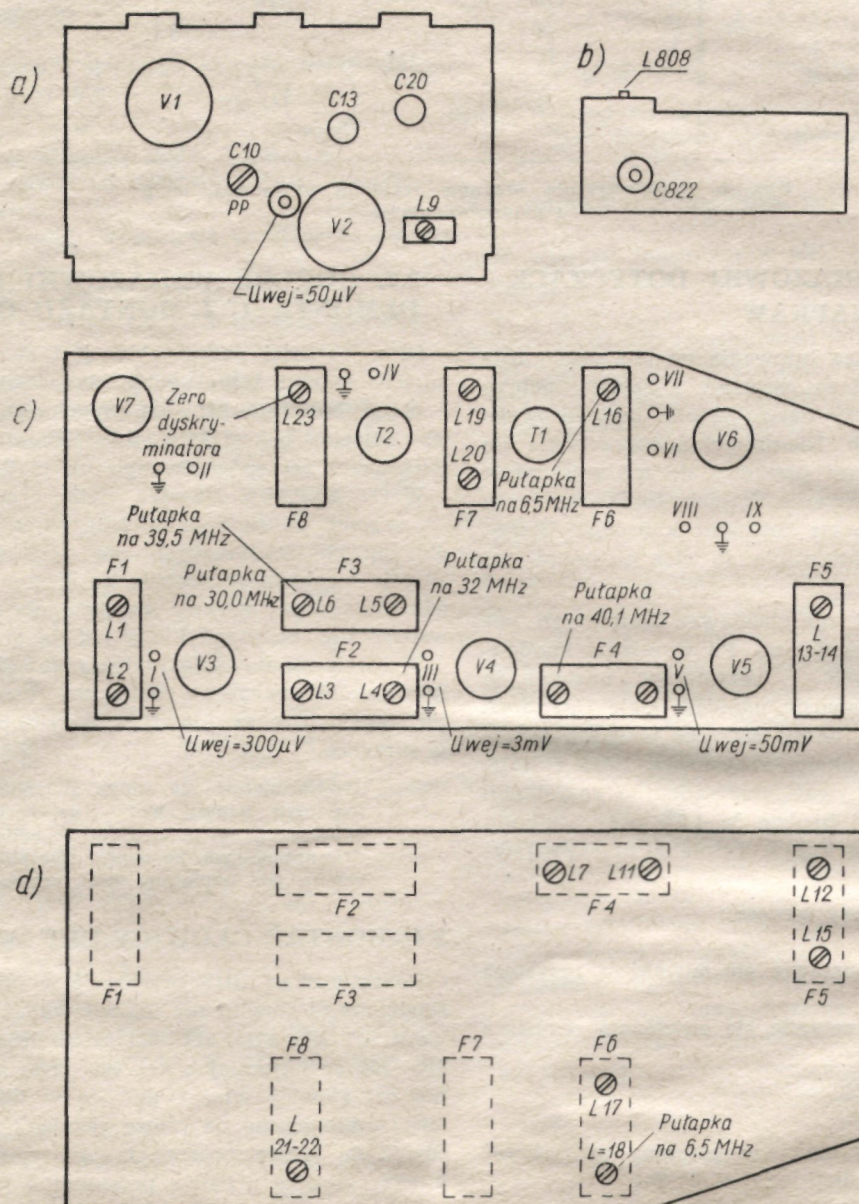 a)
V1
C13
C20
C10
PP
V2
L9
Uwej=50μV
b)
L808
C822
c)
V7
Zero
dyskry-
minatora
II
L23
F8
IV
T2
L19
L20
F7
T1
L16
F6
Pułapka
na 6,5 MHz
VII
VI
V6
VIII
IX
Pułapka
na 39,5 MHz
Pułapka
na 30,0 MHz
F1
L1
L2
I
V3
F3
L6
L5
F2
L3
L4
Pułapka
na 32 MHz
III
V4
Pułapka
na 40,1 MHz
F4
V
V5
F5
L
13-14
Uwej=300μV
Uwej=3mV
Uwej=50mV
d)
F1
F2
F3
L7
L11
F4
L12
L15
F5
F8
L
21-22
F7
F6
L17
L=18
Pułapka
na 6,5 MHz